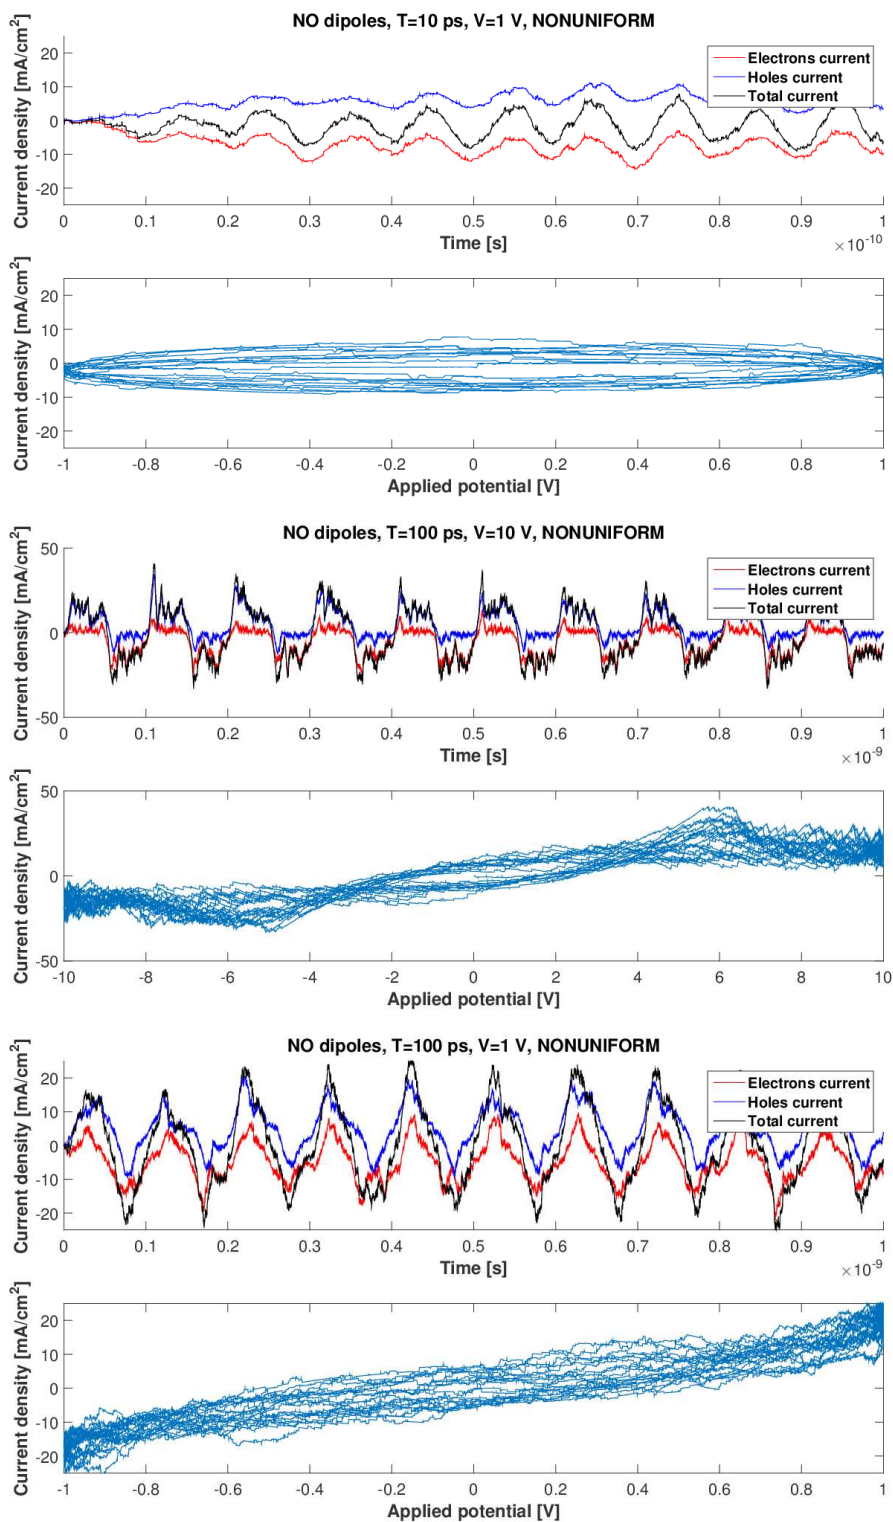 NO dipoles, T=10 ps, V=1 V, NONUNIFORM
Current density [mA/cm²]
20
10
0
-10
-20
Electrons current
Holes current
Total current
0 0.1 0.2 0.3 0.4 0.5 0.6 0.7 0.8 0.9 1
Time [s]
×10⁻¹⁰
Current density [mA/cm²]
20
10
0
-10
-20
-1 -0.8 -0.6 -0.4 -0.2 0 0.2 0.4 0.6 0.8 1
Applied potential [V]
NO dipoles, T=100 ps, V=10 V, NONUNIFORM
Current density [mA/cm²]
50
0
-50
Electrons current
Holes current
Total current
0 0.1 0.2 0.3 0.4 0.5 0.6 0.7 0.8 0.9 1
Time [s]
×10⁻⁹
Current density [mA/cm²]
50
0
-50
-10 -8 -6 -4 -2 0 2 4 6 8 10
Applied potential [V]
NO dipoles, T=100 ps, V=1 V, NONUNIFORM
Current density [mA/cm²]
20
10
0
-10
-20
Electrons current
Holes current
Total current
0 0.1 0.2 0.3 0.4 0.5 0.6 0.7 0.8 0.9 1
Time [s]
×10⁻⁹
Current density [mA/cm²]
20
10
0
-10
-20
-1 -0.8 -0.6 -0.4 -0.2 0 0.2 0.4 0.6 0.8 1
Applied potential [V]